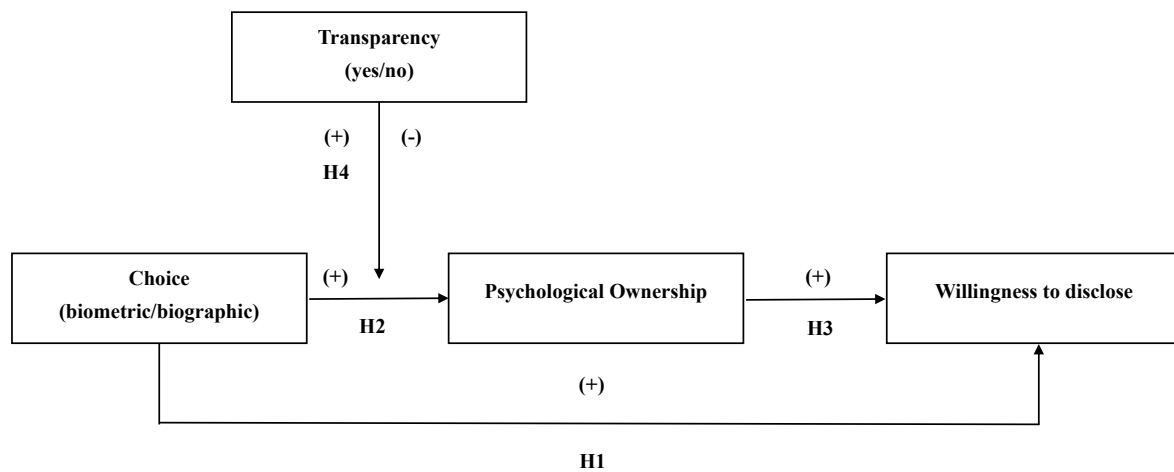 Transparency
(yes/no)
(+) (-)
H4
Choice
(biometric/biographic)
(+)
H2
Psychological Ownership
(+)
H3
Willingness to disclose
(+)
H1